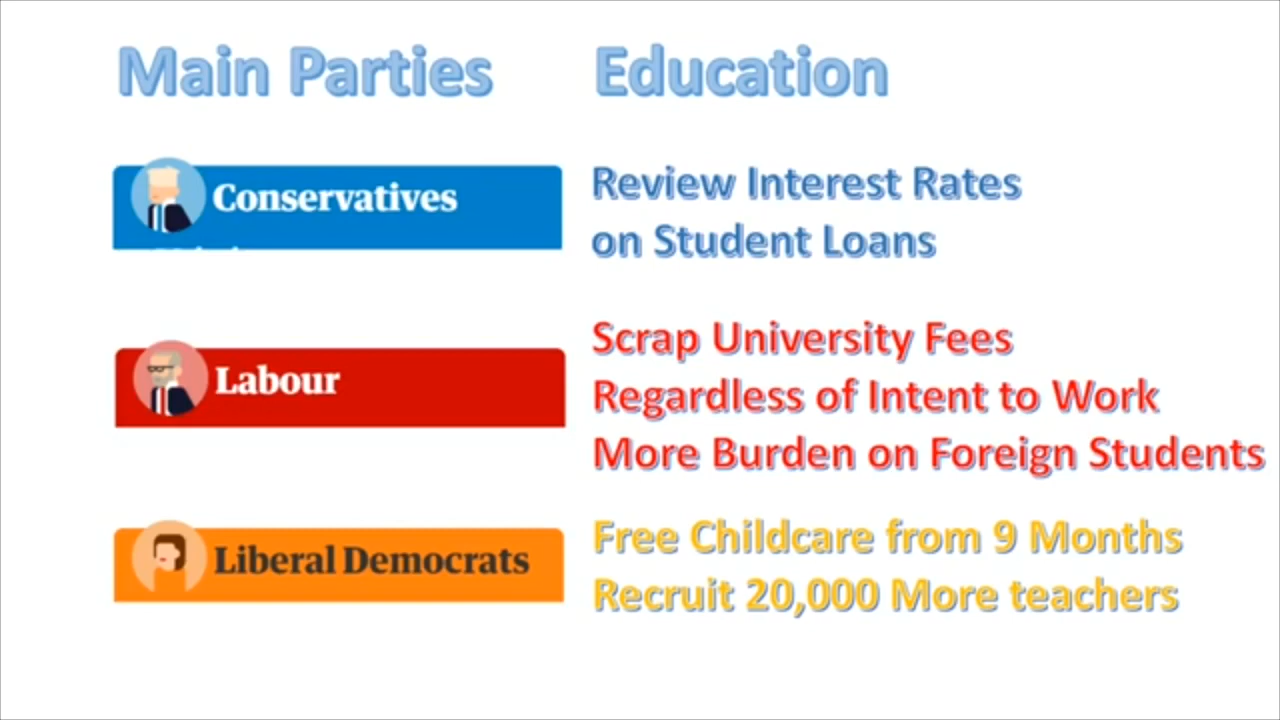 Main Parties
Education
Conservatives
Review Interest Rates
on Student Loans
Labour
Scrap University Fees
Regardless of Intent to Work
More Burden on Foreign Students
Liberal Democrats
Free Childcare from 9 Months
Recruit 20,000 More teachers